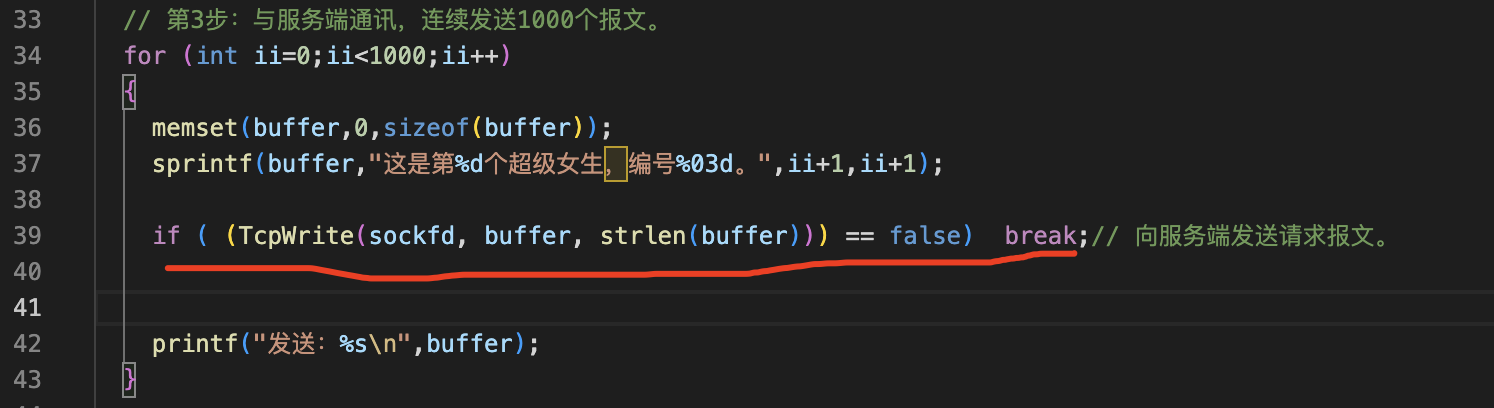 33 // 第3步：与服务端通讯，连续发送1000个报文。
34 for (int ii=0;ii<1000;ii++)
35 {
36 memset(buffer,0,sizeof(buffer));
37 sprintf(buffer,"这是第%d个超级女生，编号%03d。",ii+1,ii+1);
38
39 if ( (TcpWrite(sockfd, buffer, strlen(buffer))) == false)  break;// 向服务端发送请求报文。
40
41
42 printf("发送：%s\n",buffer);
43 }